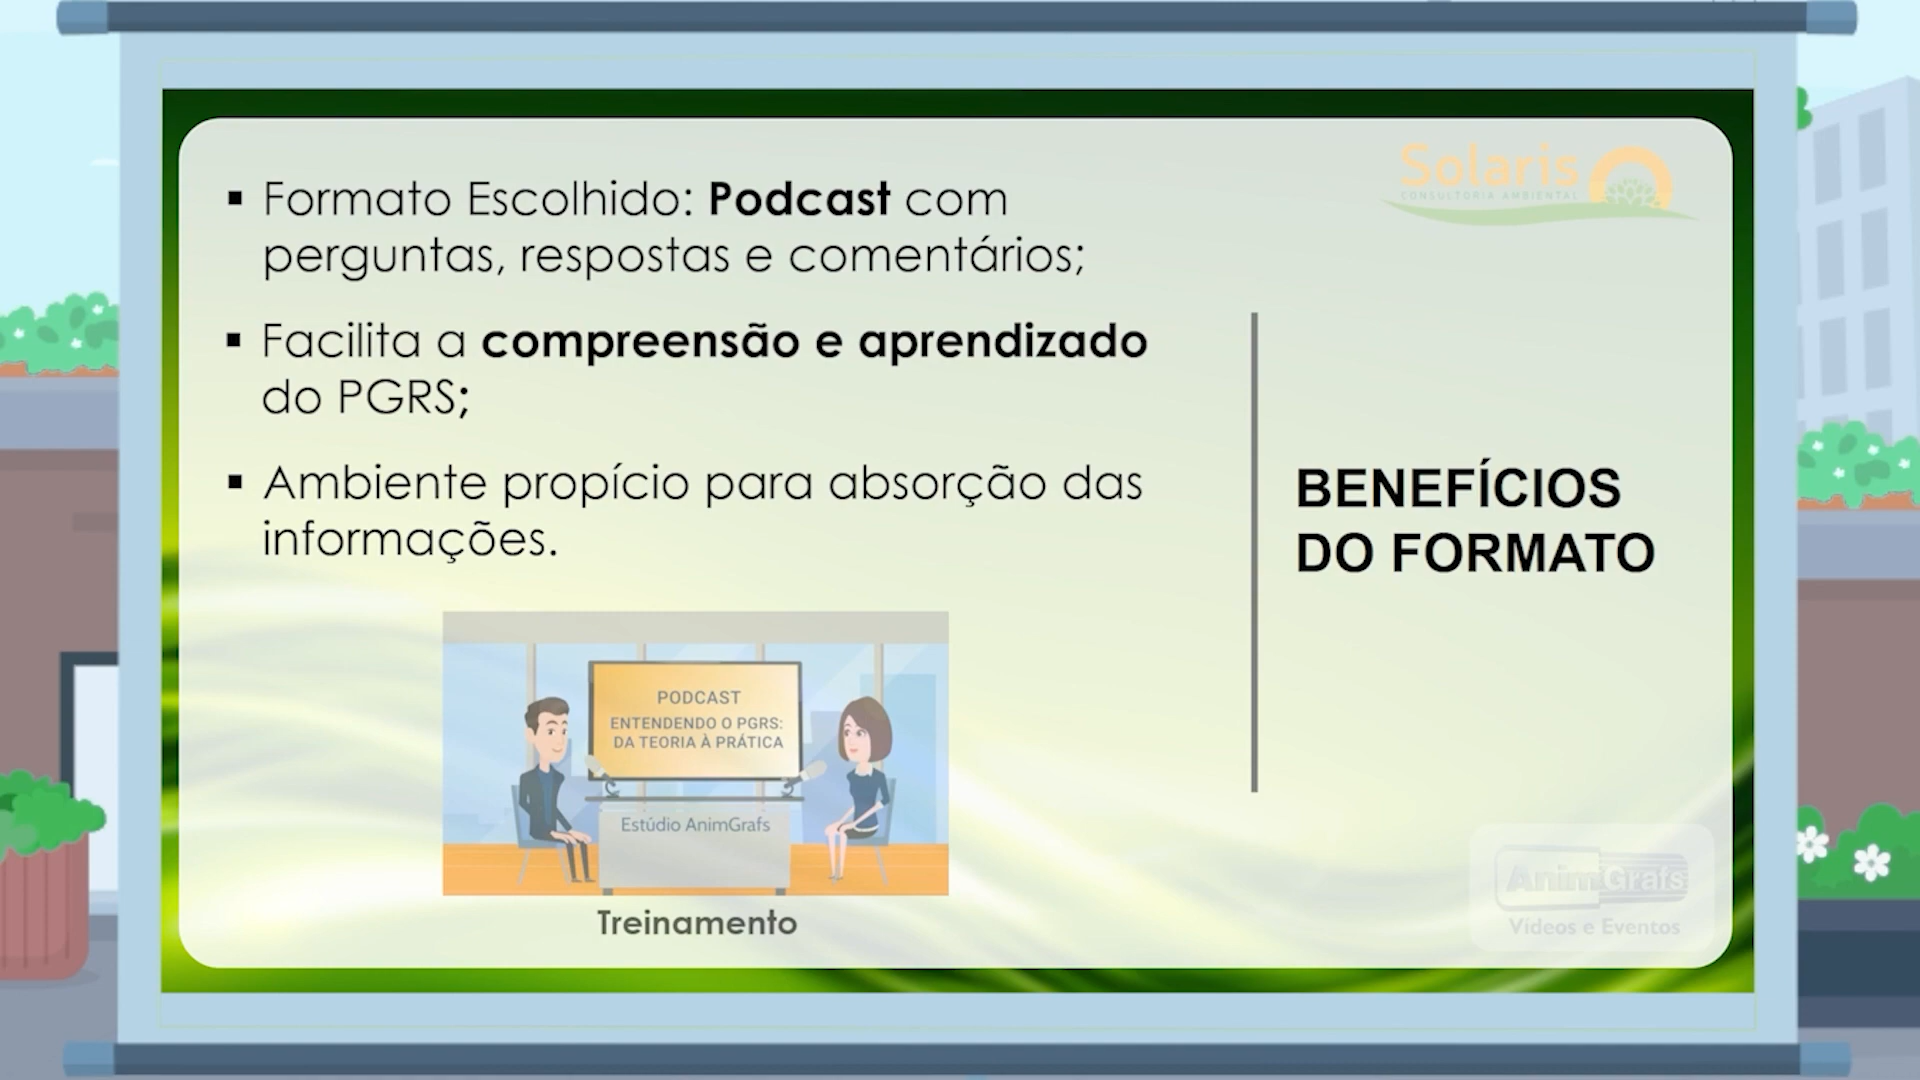 ▪ Formato Escolhido: Podcast com
perguntas, respostas e comentários;
▪ Facilita a compreensão e aprendizado
do PGRS;
▪ Ambiente propício para absorção das
informações.
Solaris
CONSULTORIA AMBIENTAL
BENEFÍCIOS
DO FORMATO
PODCAST
ENTENDENDO O PGRS:
DA TEORIA À PRÁTICA
Estúdio AnimGrafs
Treinamento
AnimGrafs
Vídeos e Eventos